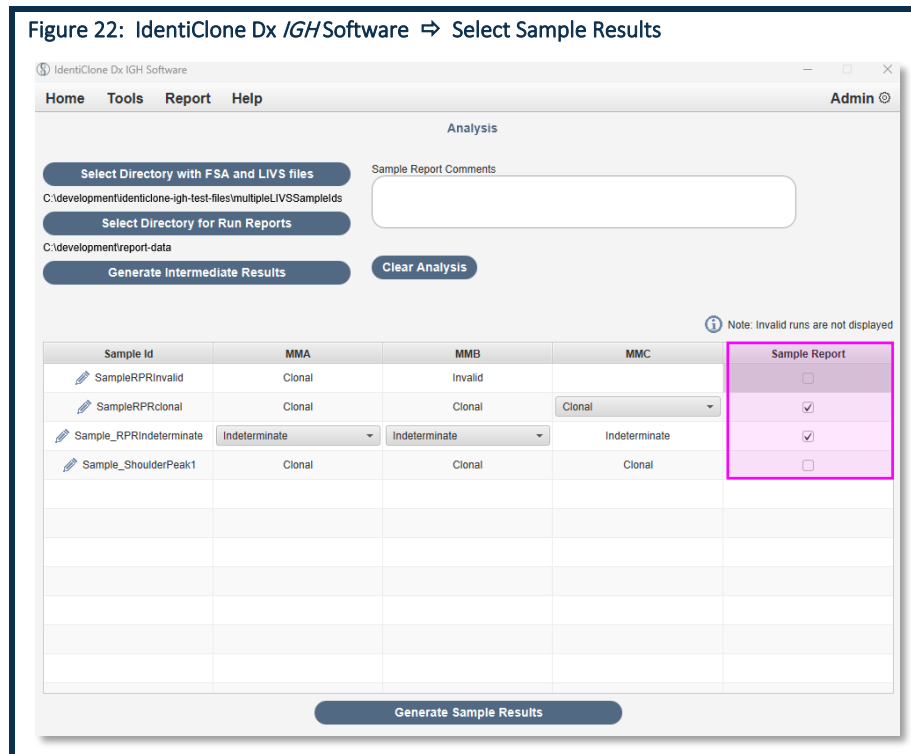 Figure 22: IdentiClone Dx IGH Software ⇨ Select Sample Results
IdentiClone Dx IGH Software
Home Tools Report Help Admin
Analysis
Select Directory with FSA and LIVS files
Sample Report Comments
C:\development\identiclone-igh-test-files\multipleLIVSSampleIds
Select Directory for Run Reports
C:\development\report-data
Generate Intermediate Results
Clear Analysis
Note: Invalid runs are not displayed
Sample Id MMA MMB MMC Sample Report
SampleRPRInvalid Clonal Invalid
SampleRPRclonal Clonal Clonal Clonal
Sample_RPRIndeterminate Indeterminate Indeterminate Indeterminate
Sample_ShoulderPeak1 Clonal Clonal Clonal
Generate Sample Results